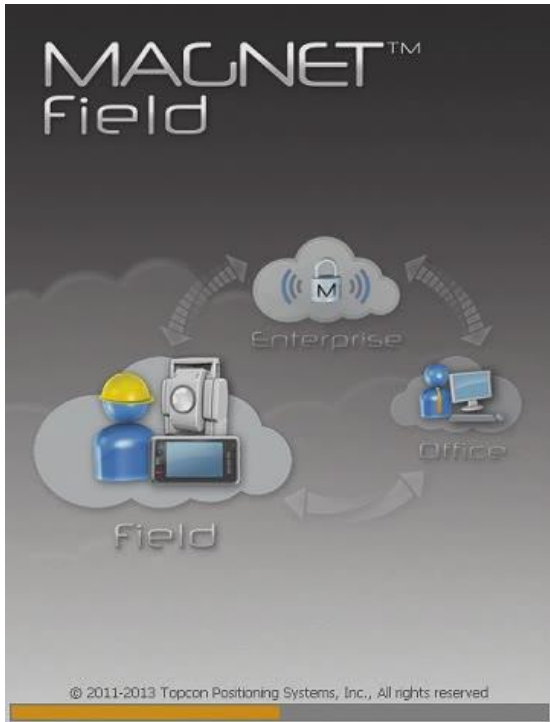 MAGNET™
Field
M
Enterprise
Office
Field
© 2011-2013 Topcon Positioning Systems, Inc., All rights reserved